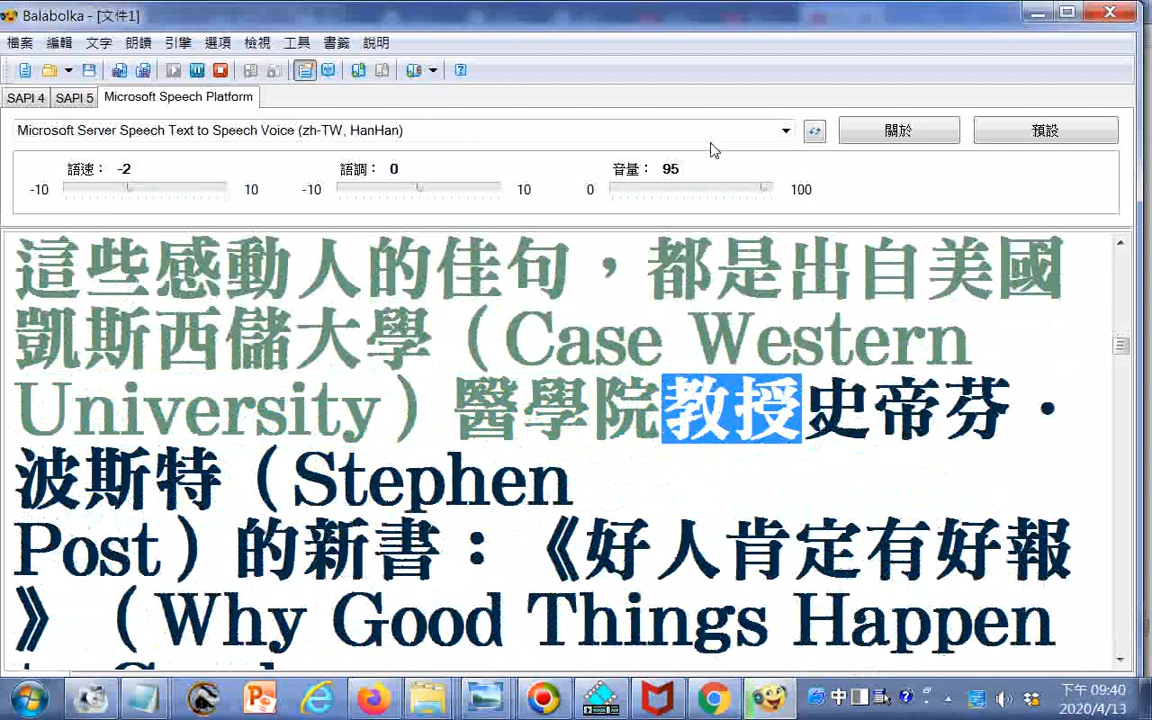 Balabolka - [文件1]
檔案 編輯 文字 朗讀 引擎 選項 檢視 工具 書籤 說明
SAPI 4 SAPI 5 Microsoft Speech Platform
Microsoft Server Speech Text to Speech Voice (zh-TW, HanHan) 關於 預設
語速： -2 語調： 0 音量： 95
-10 10 -10 10 0 100
這些感動人的佳句，都是出自美國
凱斯西儲大學（Case Western
University）醫學院教授史帝芬．
波斯特（Stephen
Post）的新書：《好人肯定有好報
》（Why Good Things Happen
中 下午 09:40
2020/4/13